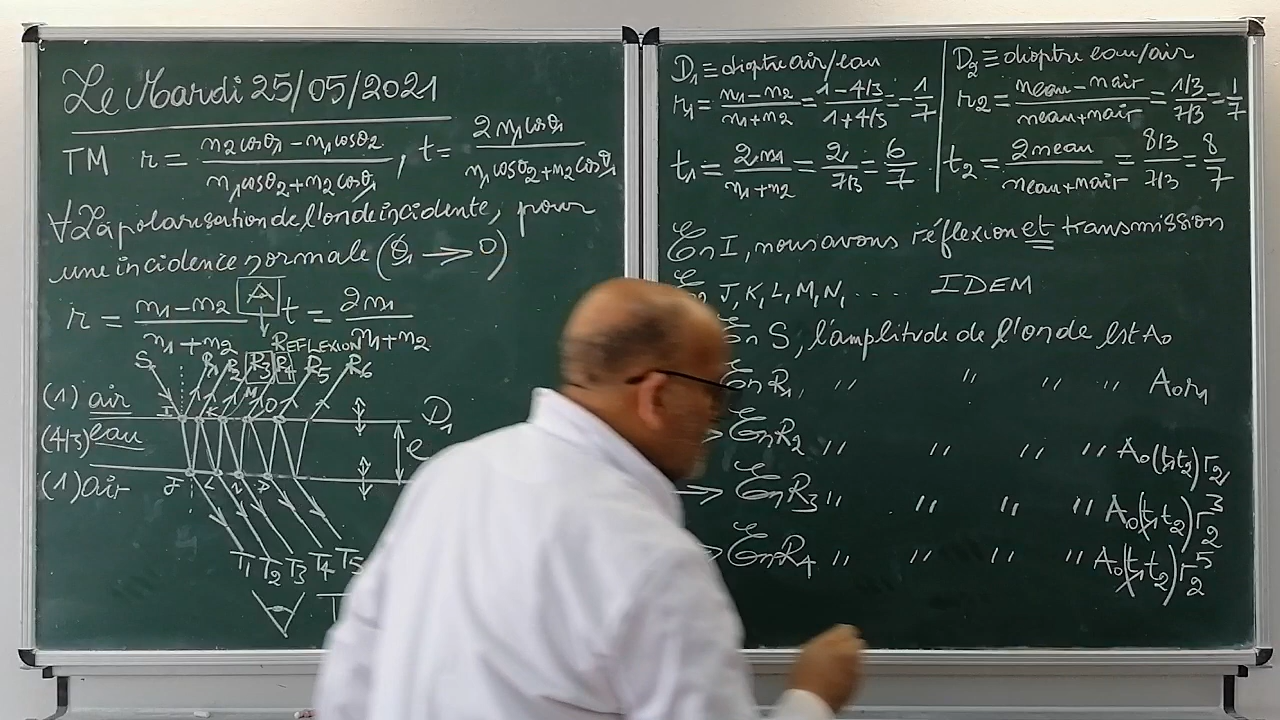 Le Mardi 25/05/2021
TM r = (n2cosθ1 - n1cosθ2)/(n1cosθ2 + n2cosθ1), t = 2n1cosθ1/(n1cosθ2 + n2cosθ1)
∀ La polarisation de l'onde incidente, pour
une incidence normale (θ1 → 0)
r = (n1 - n2)/(n1 + n2) t = 2n1/(n1 + n2)
REFLEXION
S R1 R2 R3 R4 R5 R6
(1) air I K M O D1
(4/3) eau e
(1) air J L N P
T1 T2 T3 T4 T5
D1 ≡ dioptre air/eau
r1 = (n1 - n2)/(n1 + n2) = (1 - 4/3)/(1 + 4/3) = -1/7
t1 = 2n1/(n1 + n2) = 2/(7/3) = 6/7
D2 ≡ dioptre eau/air
r2 = (neau - nair)/(neau + nair) = (1/3)/(7/3) = 1/7
t2 = 2neau/(neau + nair) = (8/3)/(7/3) = 8/7
En I, nous avons réflexion et transmission
J, K, L, M, N, .... IDEM
En S, l'amplitude de l'onde est A0
En R1 " " " " A0r1
→ En R2 " " " " A0(t1t2)r2
→ En R3 " " " " A0(t1t2)r2^3
→ En R4 " " " " A0(t1t2)r2^5